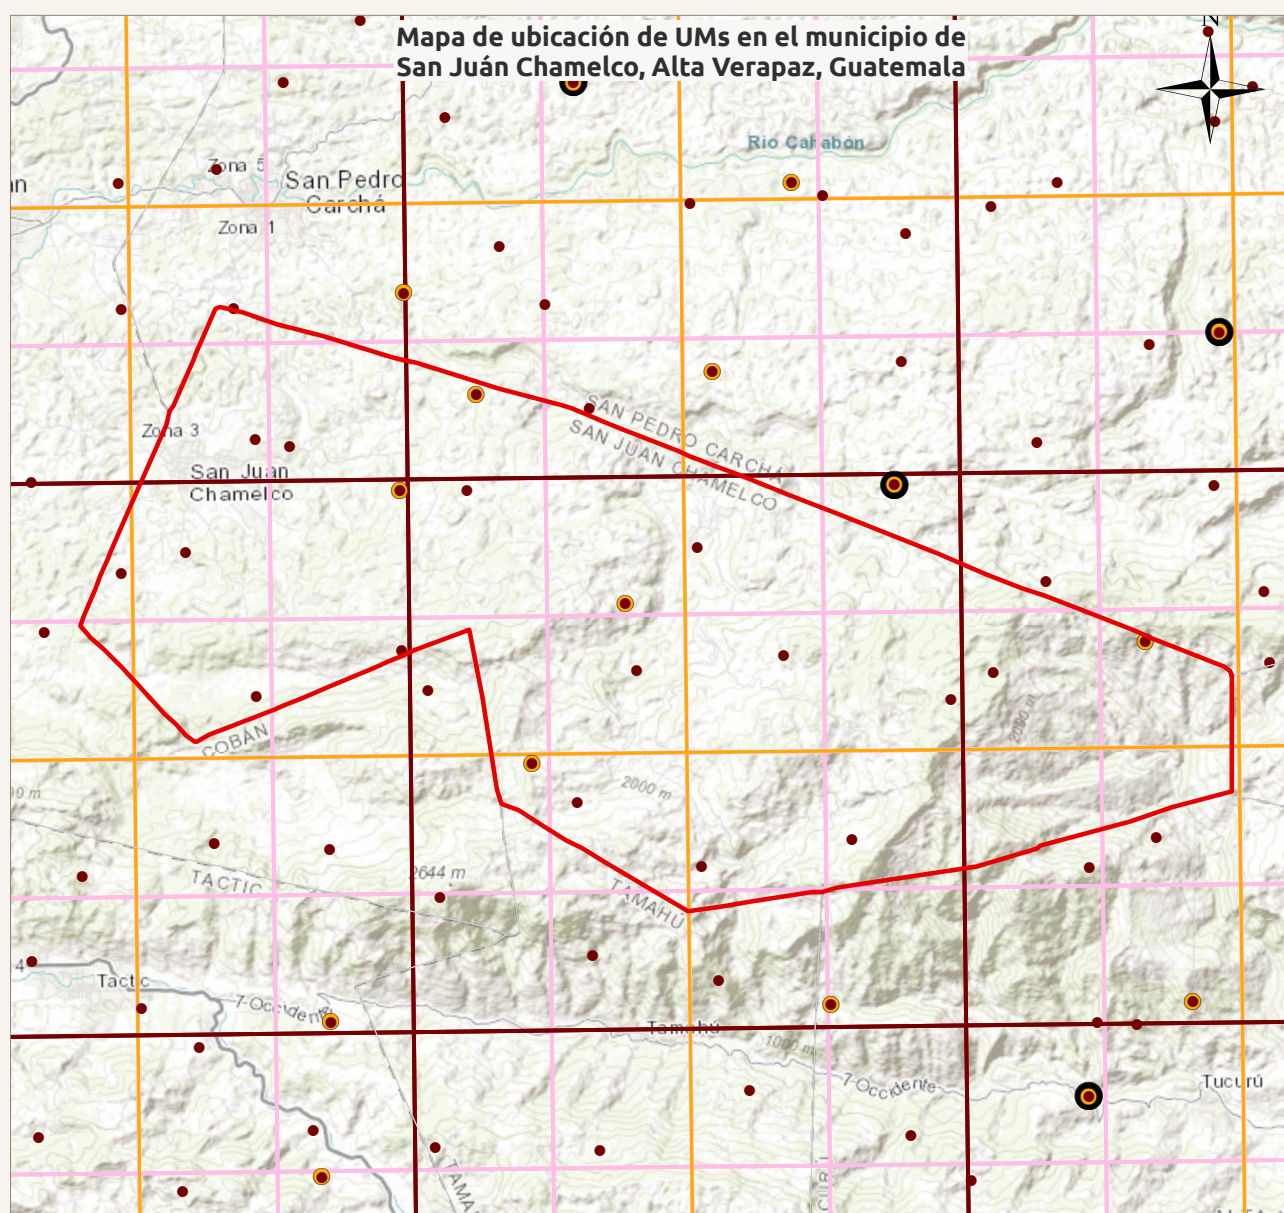 N
Mapa de ubicación de UMs en el municipio de
San Juán Chamelco, Alta Verapaz, Guatemala
Río Cahabón
Zona 5
San Pedro
Carchá
Zona 1
SAN PEDRO CARCHÁ
SAN JUAN CHAMELCO
Zona 3
San Juan
Chamelco
2000 m
COBÁN
2000 m
TACTIC
2644 m
TAMAHÚ
4
Tactic
7-Occidente
Tamahú
1000 m
7-Occidente
Tucurú